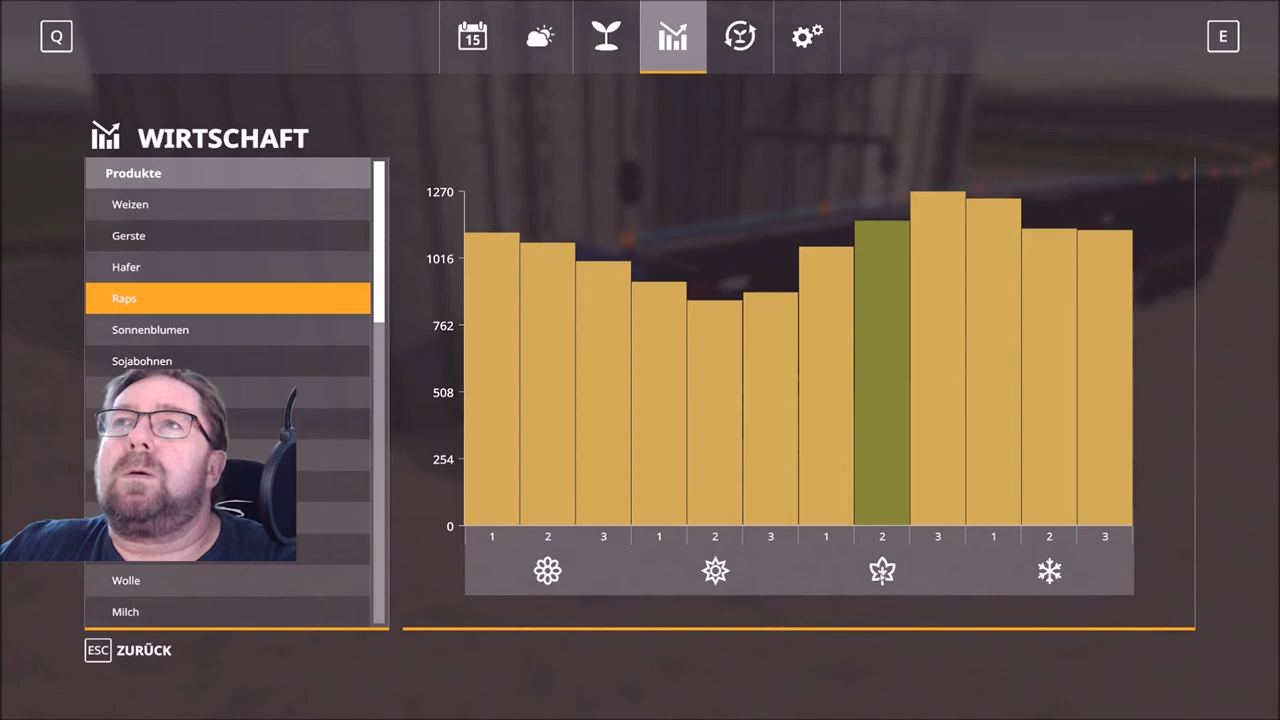 Q
15
E
WIRTSCHAFT
Produkte
Weizen
Gerste
Hafer
Raps
Sonnenblumen
Sojabohnen
Wolle
Milch
1270
1016
762
508
254
0
1 2 3 1 2 3 1 2 3 1 2 3
ESC ZURÜCK